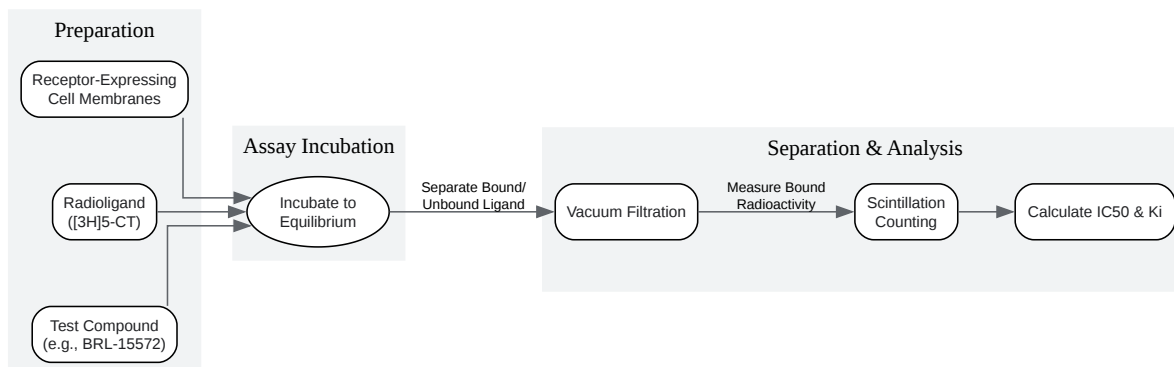 Preparation
Receptor-Expressing
Cell Membranes
Radioligand
([3H]5-CT)
Test Compound
(e.g., BRL-15572)
Assay Incubation
Incubate to
Equilibrium
Separate Bound/
Unbound Ligand
Separation & Analysis
Vacuum Filtration
Measure Bound
Radioactivity
Scintillation
Counting
Calculate IC50 & Ki